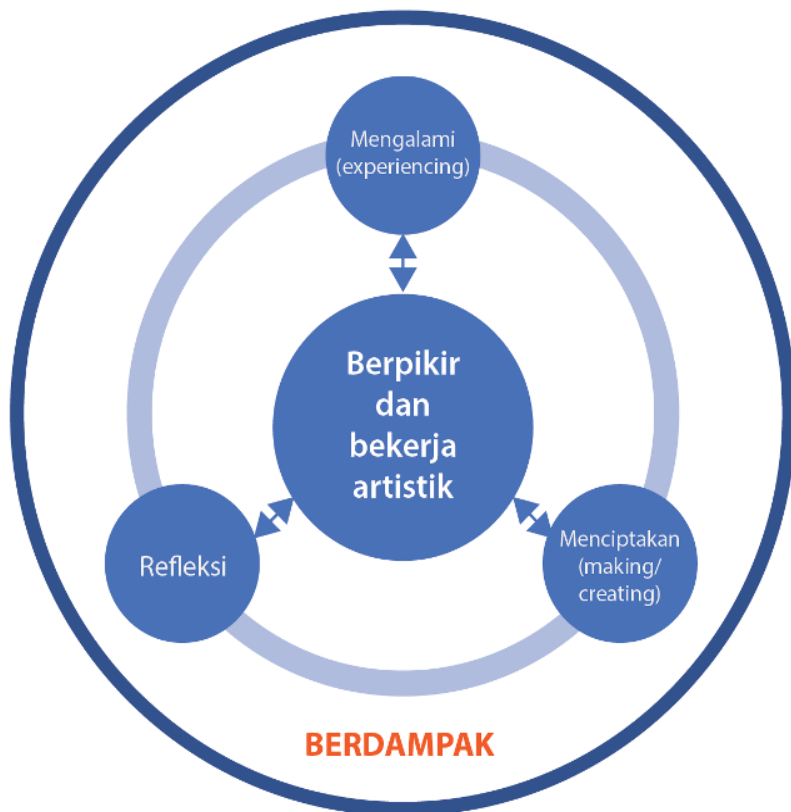 Mengalami
(experiencing)
Berpikir
dan
bekerja
artistik
Refleksi
Menciptakan
(making/
creating)
BERDAMPAK